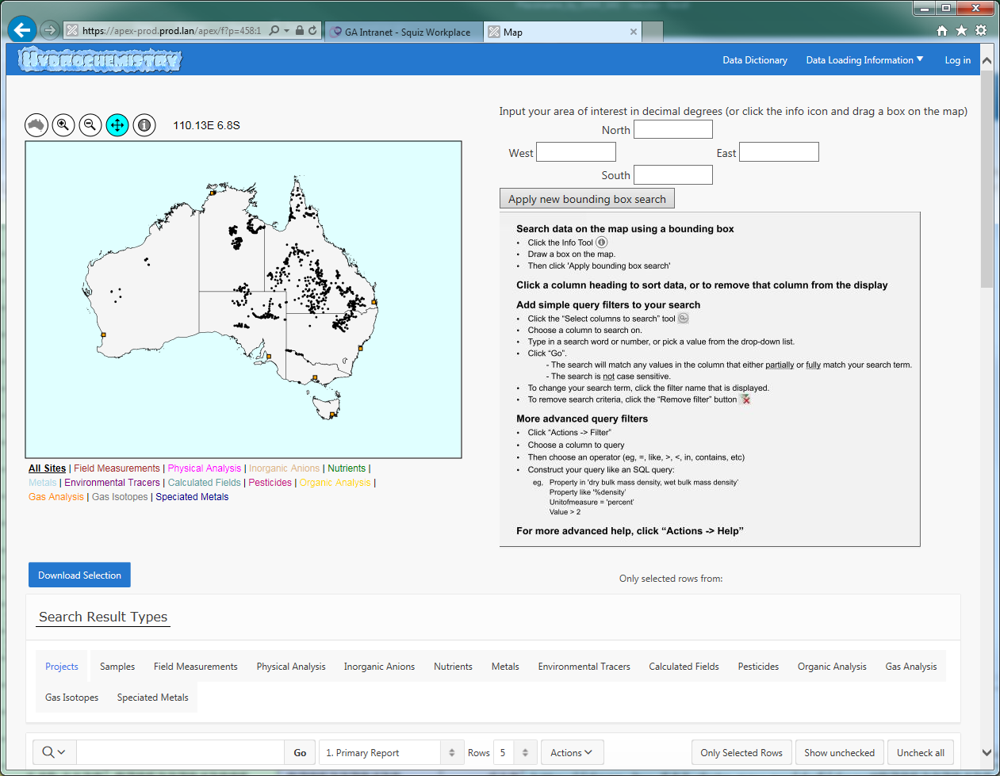 https://apex-prod.prod.lan/apex/f?p=458:1
GA Intranet - Squiz Workplace
Map
HYDROCHEMISTRY
Data Dictionary
Data Loading Information
Log in
110.13E 6.8S
Input your area of interest in decimal degrees (or click the info icon and drag a box on the map)
North
West
East
South
Apply new bounding box search
Search data on the map using a bounding box
• Click the Info Tool
• Draw a box on the map.
• Then click 'Apply bounding box search'
Click a column heading to sort data, or to remove that column from the display
Add simple query filters to your search
• Click the “Select columns to search” tool
• Choose a column to search on.
• Type in a search word or number, or pick a value from the drop-down list.
• Click “Go”.
- The search will match any values in the column that either partially or fully match your search term.
- The search is not case sensitive.
• To change your search term, click the filter name that is displayed.
• To remove search criteria, click the “Remove filter” button
More advanced query filters
• Click “Actions -> Filter”
• Choose a column to query
• Then choose an operator (eg, =, like, >, <, in, contains, etc)
• Construct your query like an SQL query:
eg, Property in 'dry bulk mass density, wet bulk mass density’
Property like '%density’
Unitofmeasure = 'percent’
Value > 2
For more advanced help, click “Actions -> Help”
All Sites | Field Measurements | Physical Analysis | Inorganic Anions | Nutrients |
Metals | Environmental Tracers | Calculated Fields | Pesticides | Organic Analysis |
Gas Analysis | Gas Isotopes | Speciated Metals
Download Selection
Only selected rows from:
Search Result Types
Projects Samples Field Measurements Physical Analysis Inorganic Anions Nutrients Metals Environmental Tracers Calculated Fields Pesticides Organic Analysis Gas Analysis
Gas Isotopes Speciated Metals
Go
1. Primary Report
Rows
5
Actions
Only Selected Rows
Show unchecked
Uncheck all